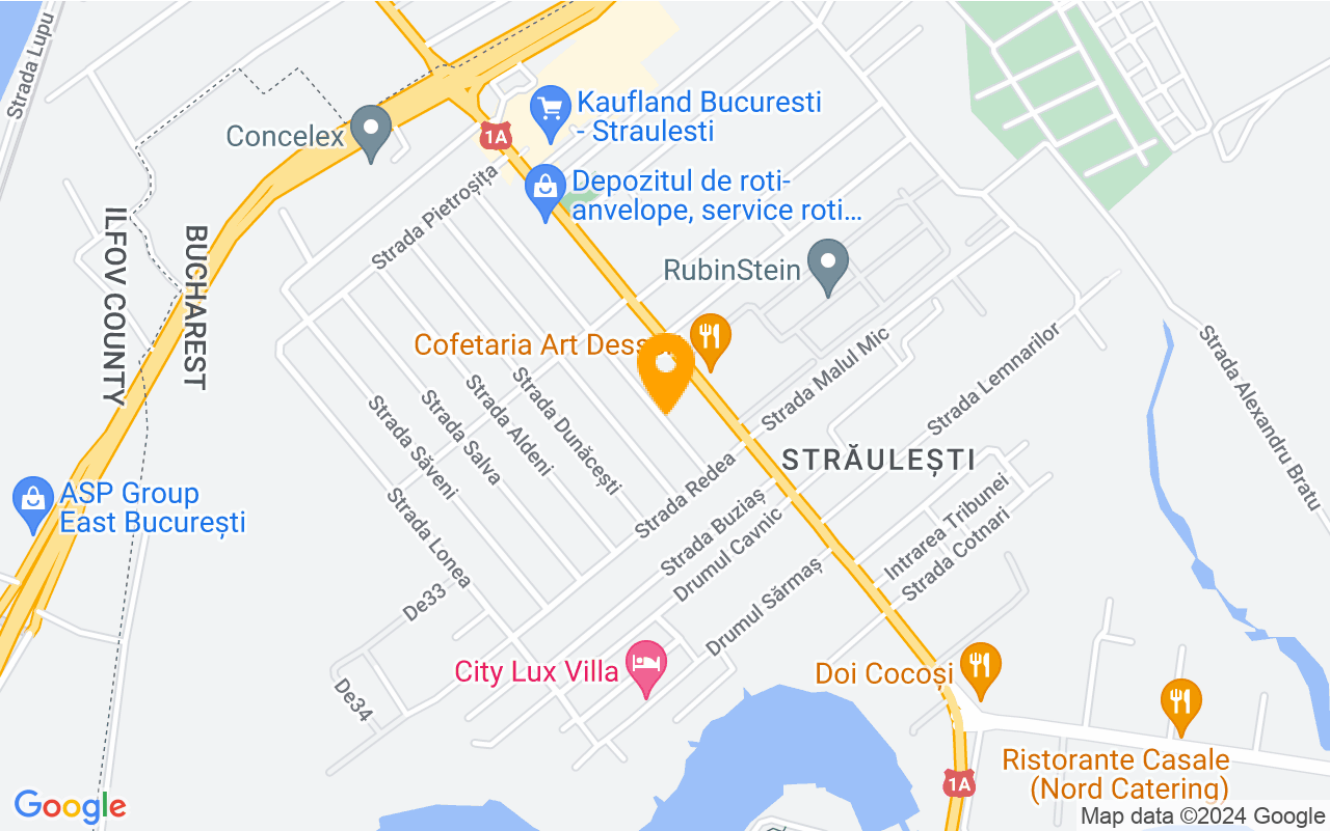 Strada Lupu
Kaufland Bucuresti
- Straulesti
Concelex
1A
Strada Pietroșița
Depozitul de roti-
anvelope, service roti...
ILFOV COUNTY
BUCHAREST
RubinStein
Cofetaria Art Dess
Strada Malul Mic
Strada Lemnarilor
Strada Alexandru Bratu
Strada Dunăcești
Strada Aldeni
Strada Salva
Strada Săveni
Strada Lonea
STRĂULEȘTI
Strada Redea
Strada Buziaș
Drumul Cavnic
Intrarea Tribunei
Strada Cotnari
ASP Group
East București
Drumul Sărmaș
De33
De34
City Lux Villa
Doi Cocoși
Ristorante Casale
(Nord Catering)
1A
Google
Map data ©2024 Google